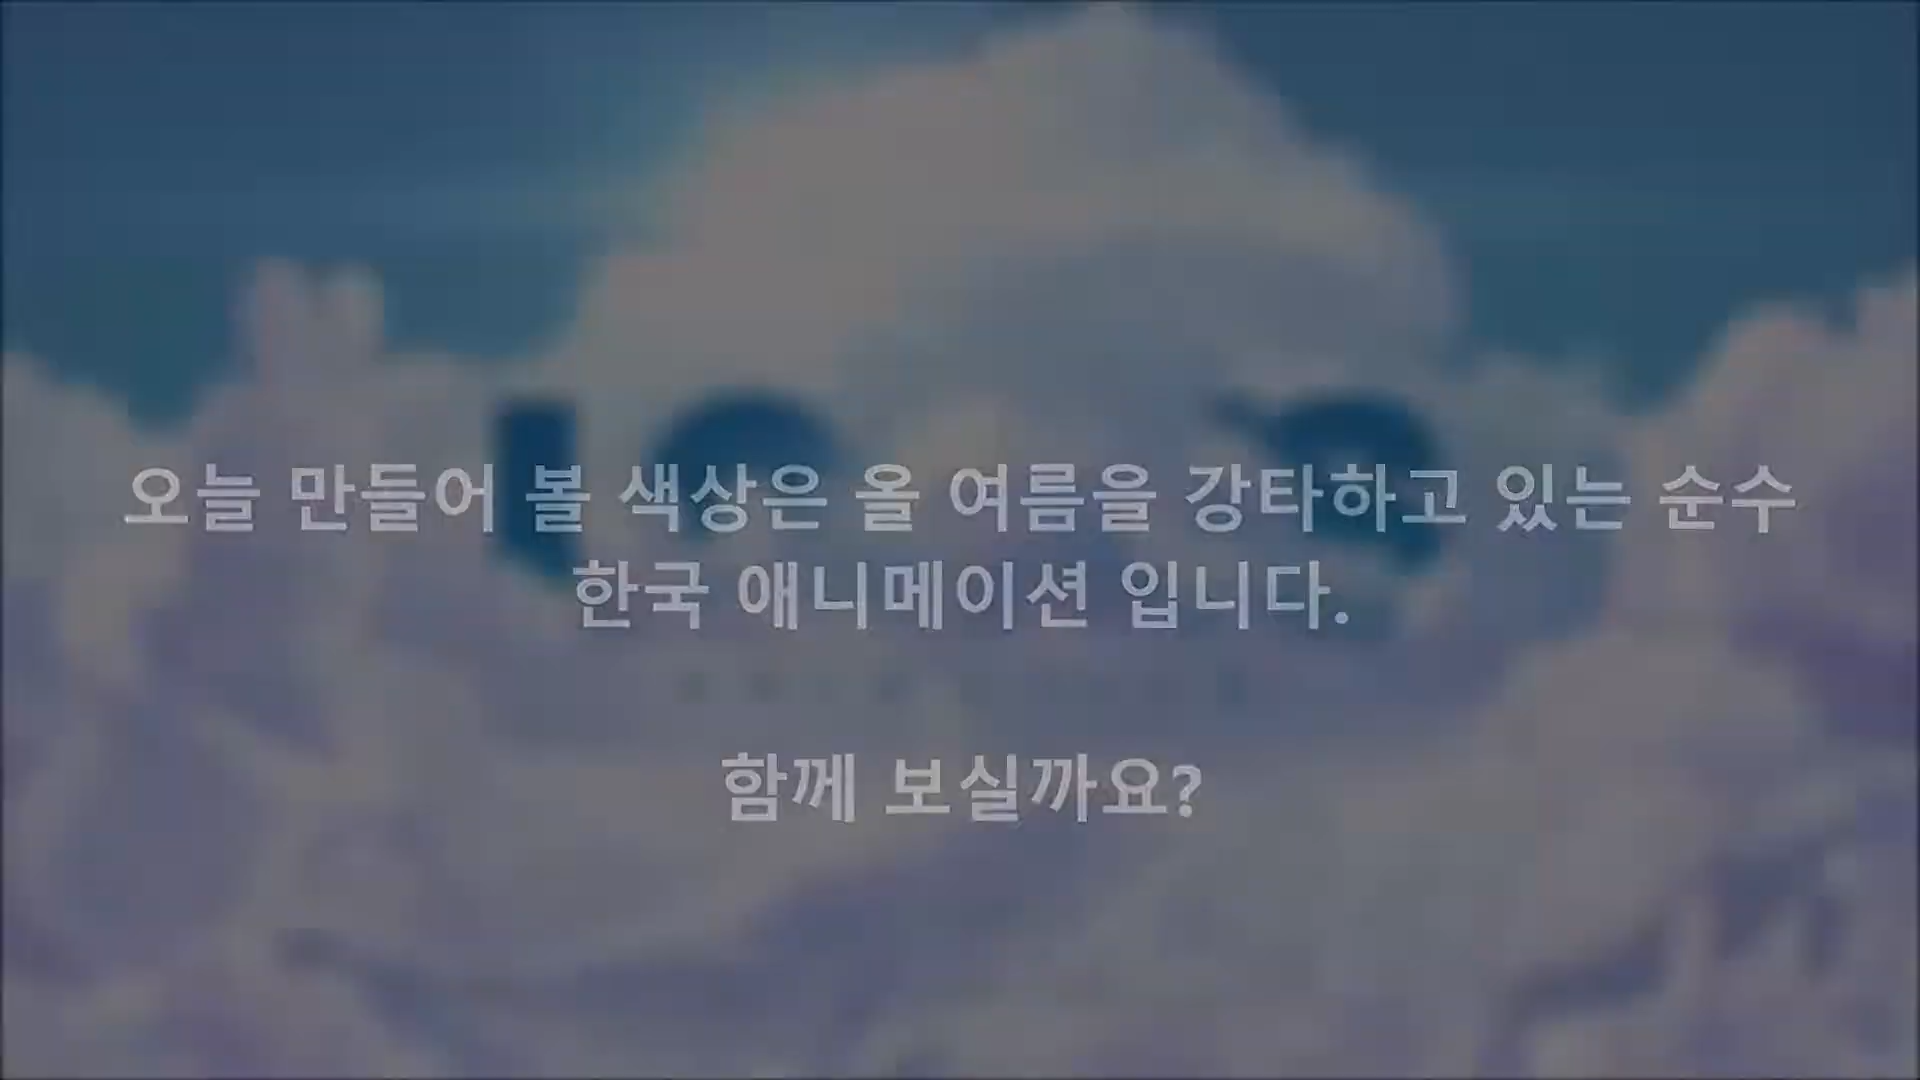 오늘 만들어 볼 색상은 올 여름을 강타하고 있는 순수
한국 애니메이션 입니다.
함께 보실까요?